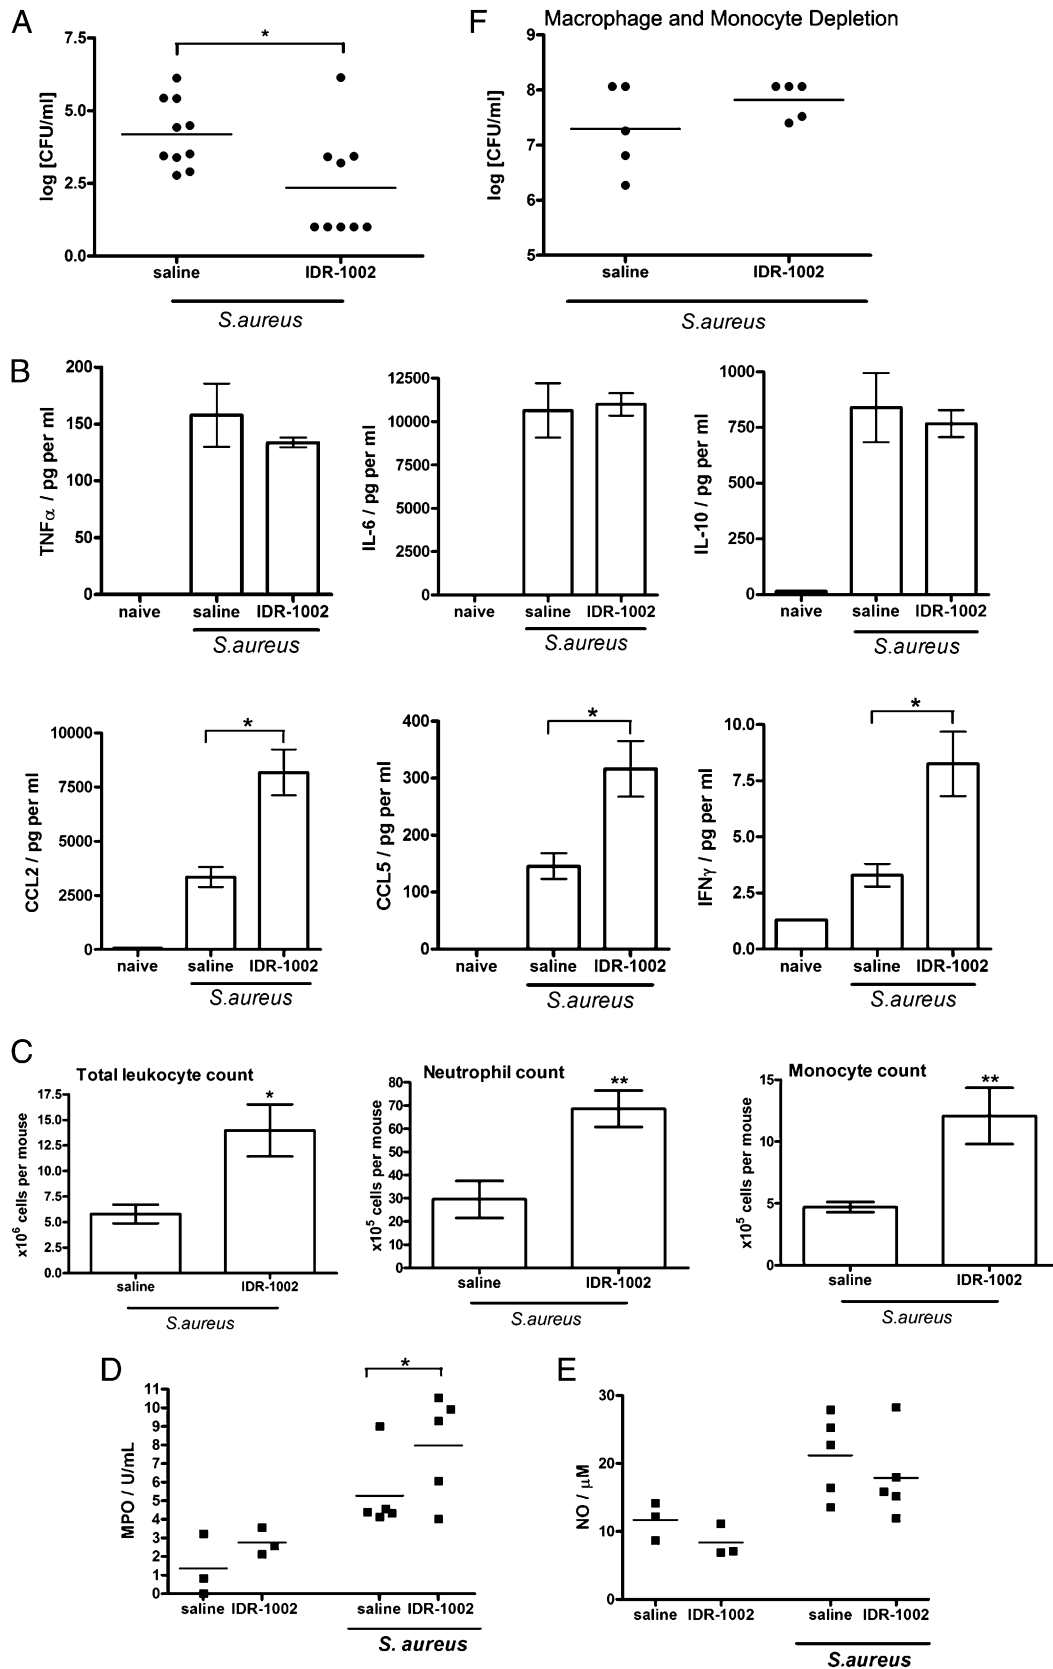 A
log [CFU/ml]
7.5
5.0
2.5
0.0
*
saline
IDR-1002
S.aureus
F
Macrophage and Monocyte Depletion
log [CFU/ml]
9
8
7
6
5
saline
IDR-1002
S.aureus
B
TNFα / pg per ml
200
150
100
50
0
naive
saline
IDR-1002
S.aureus
IL-6 / pg per ml
12500
10000
7500
5000
2500
0
naive
saline
IDR-1002
S.aureus
IL-10 / pg per ml
1000
750
500
250
0
naive
saline
IDR-1002
S.aureus
CCL2 / pg per ml
10000
7500
5000
2500
0
*
naive
saline
IDR-1002
S.aureus
CCL5 / pg per ml
400
300
200
100
0
*
naive
saline
IDR-1002
S.aureus
IFNγ / pg per ml
10.0
7.5
5.0
2.5
0.0
*
naive
saline
IDR-1002
S.aureus
C
Total leukocyte count
x10⁶ cells per mouse
17.5
15.0
12.5
10.0
7.5
5.0
2.5
0.0
*
saline
IDR-1002
S.aureus
Neutrophil count
x10⁵ cells per mouse
80
70
60
50
40
30
20
10
0
**
saline
IDR-1002
S.aureus
Monocyte count
x10⁵ cells per mouse
15
10
5
0
**
saline
IDR-1002
S.aureus
D
MPO / U/mL
11
10
9
8
7
6
5
4
3
2
1
0
*
saline IDR-1002
saline IDR-1002
S. aureus
E
NO / μM
30
20
10
0
saline IDR-1002
saline IDR-1002
S.aureus